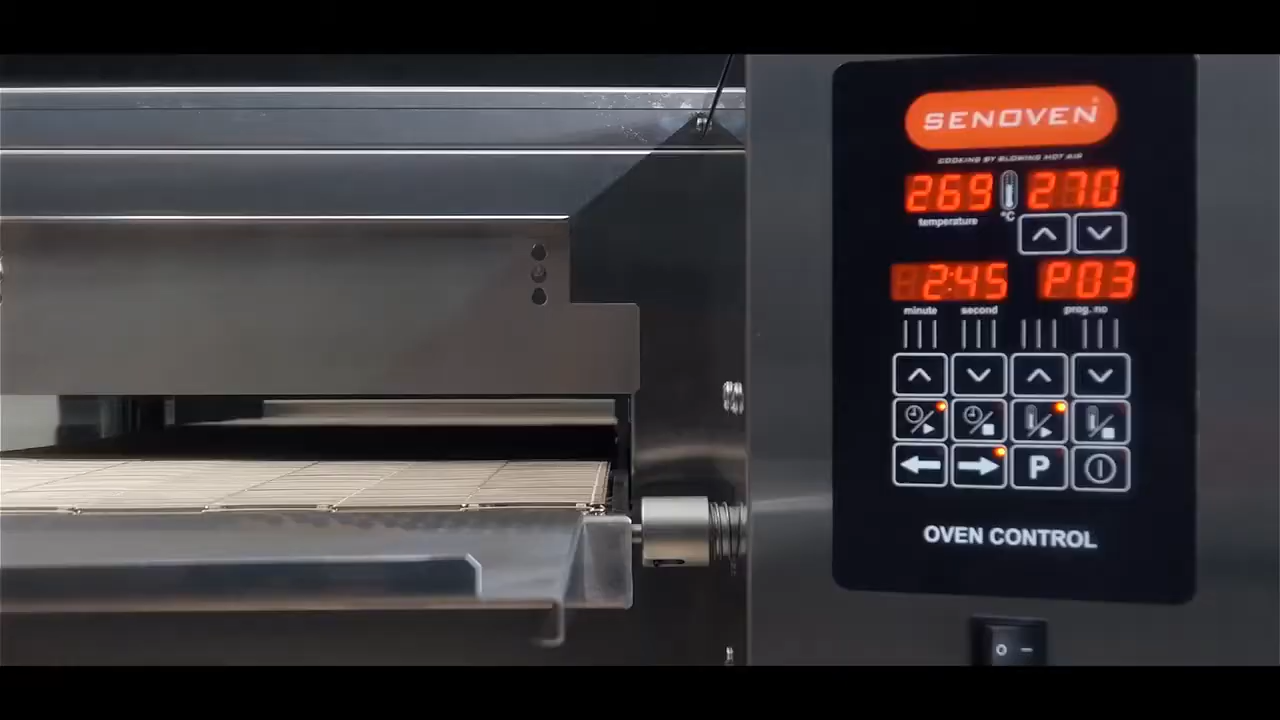 SENOVEN
COOKING BY BLOWING HOT AIR
269 270
temperature °C
2:45 P03
minute second prog. no
P
OVEN CONTROL